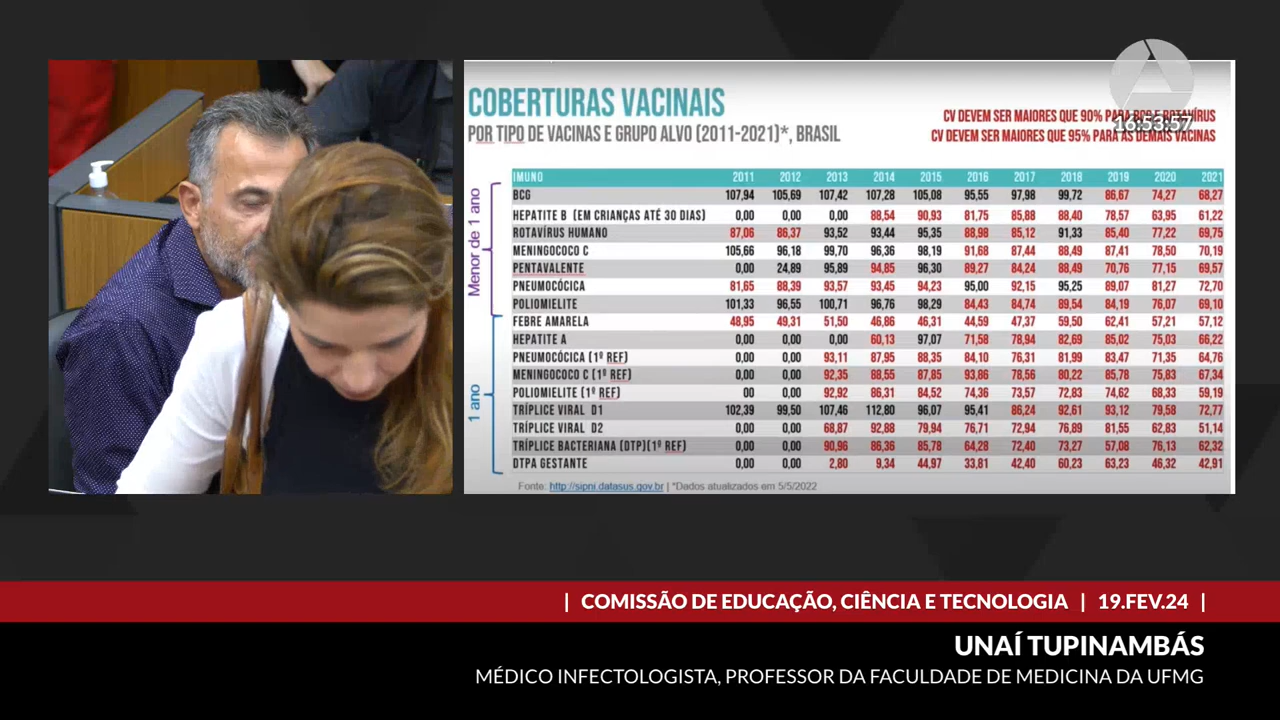 COBERTURAS VACINAIS
POR TIPO DE VACINAS E GRUPO ALVO (2011-2021)*, BRASIL
CV DEVEM SER MAIORES QUE 90% PARA BCG E ROTAVÍRUS
CV DEVEM SER MAIORES QUE 95% PARA AS DEMAIS VACINAS
16:53:57
Menor de 1 ano
1 ano
IMUNO 2011 2012 2013 2014 2015 2016 2017 2018 2019 2020 2021
BCG 107,94 105,69 107,42 107,28 105,08 95,55 97,98 99,72 86,67 74,27 68,27
HEPATITE B (EM CRIANÇAS ATÉ 30 DIAS) 0,00 0,00 0,00 88,54 90,93 81,75 85,88 88,40 78,57 63,95 61,22
ROTAVÍRUS HUMANO 87,06 86,37 93,52 93,44 95,35 88,98 85,12 91,33 85,40 77,22 69,75
MENINGOCOCO C 105,66 96,18 99,70 96,36 98,19 91,68 87,44 88,49 87,41 78,50 70,19
PENTAVALENTE 0,00 24,89 95,89 94,85 96,30 89,27 84,24 88,49 70,76 77,15 69,57
PNEUMOCÓCICA 81,65 88,39 93,57 93,45 94,23 95,00 92,15 95,25 89,07 81,27 72,70
POLIOMIELITE 101,33 96,55 100,71 96,76 98,29 84,43 84,74 89,54 84,19 76,07 69,10
FEBRE AMARELA 48,95 49,31 51,50 46,86 46,31 44,59 47,37 59,50 62,41 57,21 57,12
HEPATITE A 0,00 0,00 0,00 60,13 97,07 71,58 78,94 82,69 85,02 75,03 66,22
PNEUMOCÓCICA (1º REF) 0,00 0,00 93,11 87,95 88,35 84,10 76,31 81,99 83,47 71,35 64,76
MENINGOCOCO C (1º REF) 0,00 0,00 92,35 88,55 87,85 93,86 78,56 80,22 85,78 75,83 67,34
POLIOMIELITE (1º REF) 00 0,00 92,92 86,31 84,52 74,36 73,57 72,83 74,62 68,33 59,19
TRÍPLICE VIRAL D1 102,39 99,50 107,46 112,80 96,07 95,41 86,24 92,61 93,12 79,58 72,77
TRÍPLICE VIRAL D2 0,00 0,00 68,87 92,88 79,94 76,71 72,94 76,89 81,55 62,83 51,14
TRÍPLICE BACTERIANA (DTP)(1º REF) 0,00 0,00 90,96 86,36 85,78 64,28 72,40 73,27 57,08 76,13 62,32
DTPA GESTANTE 0,00 0,00 2,80 9,34 44,97 33,81 42,40 60,23 63,23 46,32 42,91
Fonte: http://sipni.datasus.gov.br | *Dados atualizados em 5/5/2022
| COMISSÃO DE EDUCAÇÃO, CIÊNCIA E TECNOLOGIA | 19.FEV.24 |
UNAÍ TUPINAMBÁS
MÉDICO INFECTOLOGISTA, PROFESSOR DA FACULDADE DE MEDICINA DA UFMG